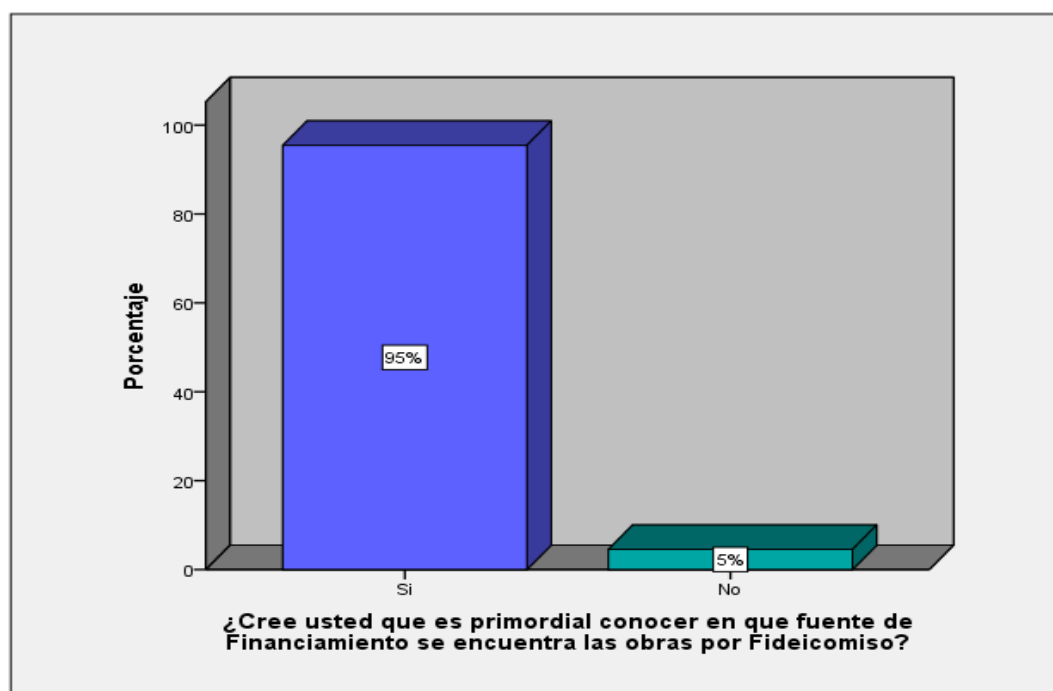 100
80
60
40
20
0
Porcentaje
95%
5%
Si
No
¿Cree usted que es primordial conocer en que fuente de
Financiamiento se encuentra las obras por Fideicomiso?